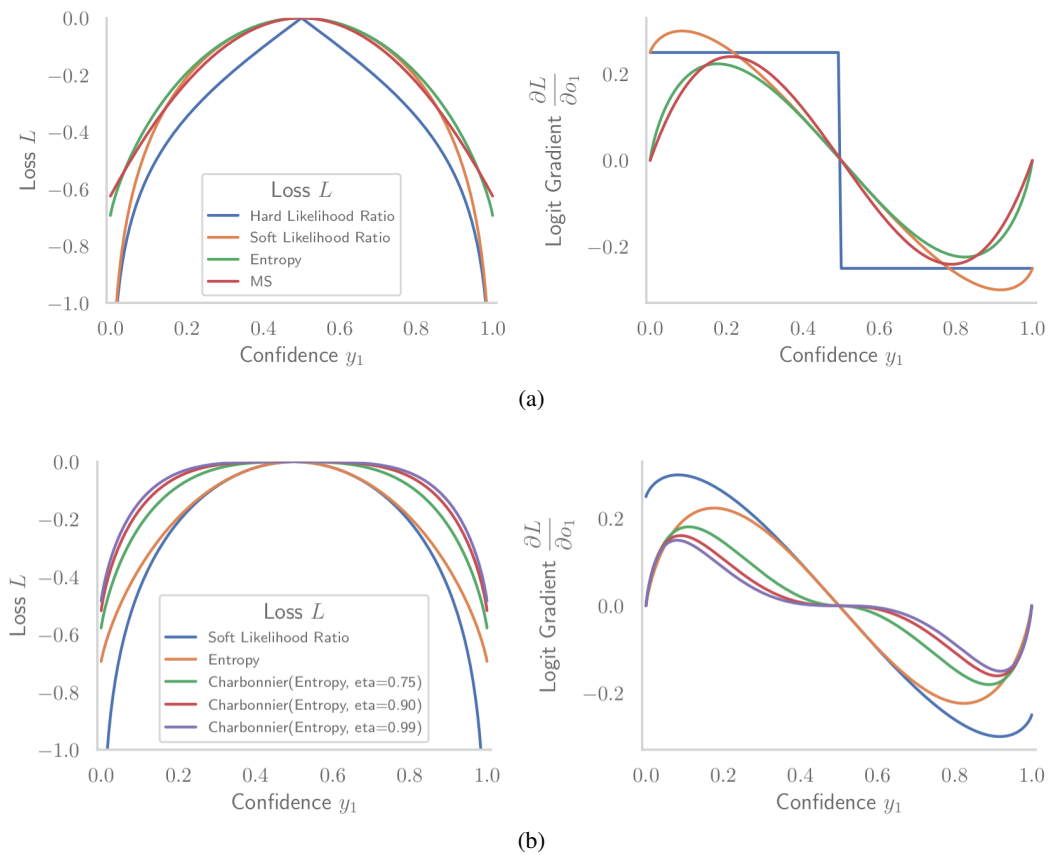 0.0
−0.2
−0.4
−0.6
−0.8
−1.0
Loss L
0.0 0.2 0.4 0.6 0.8 1.0
Confidence y₁
Loss L
Hard Likelihood Ratio
Soft Likelihood Ratio
Entropy
MS
0.2
0.0
−0.2
Logit Gradient ∂L/∂o₁
0.0 0.2 0.4 0.6 0.8 1.0
Confidence y₁
(a)
0.0
−0.2
−0.4
−0.6
−0.8
−1.0
Loss L
0.0 0.2 0.4 0.6 0.8 1.0
Confidence y₁
Loss L
Soft Likelihood Ratio
Entropy
Charbonnier(Entropy, eta=0.75)
Charbonnier(Entropy, eta=0.90)
Charbonnier(Entropy, eta=0.99)
0.2
0.0
−0.2
Logit Gradient ∂L/∂o₁
0.0 0.2 0.4 0.6 0.8 1.0
Confidence y₁
(b)